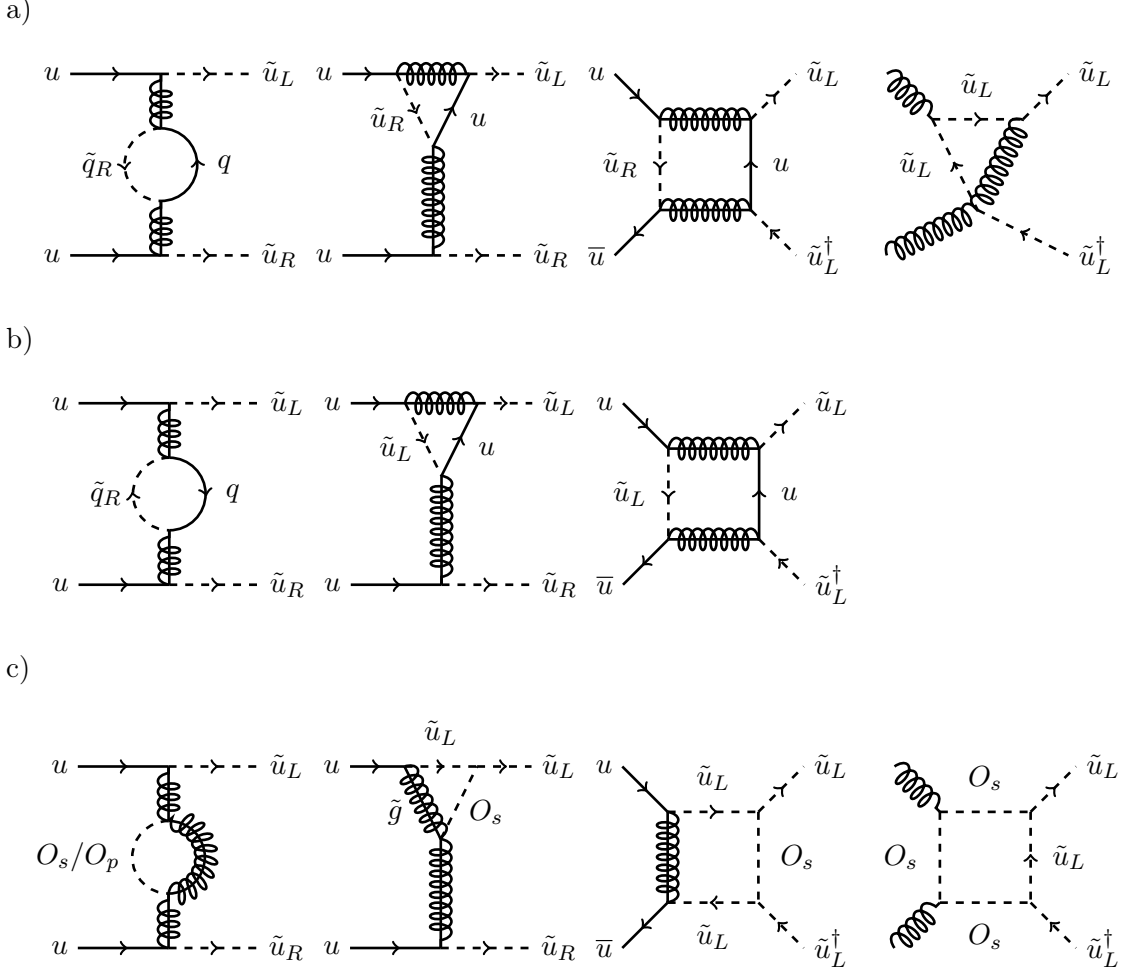 a)
u ũ_L u ũ_L u ũ_L ũ_L ũ_L
q̃_R q ũ_R u ũ_R u ũ_L
u ũ_R u ũ_R u̅ ũ_L^† ũ_L^†
b)
u ũ_L u ũ_L u ũ_L
q̃_R q ũ_L u ũ_L u
u ũ_R u ũ_R u̅ ũ_L^†
c)
u ũ_L u ũ_L ũ_L u ũ_L ũ_L O_s ũ_L
O_s/O_p g̃ O_s O_s O_s ũ_L
u ũ_R u ũ_R u̅ ũ_L ũ_L^† O_s ũ_L^†